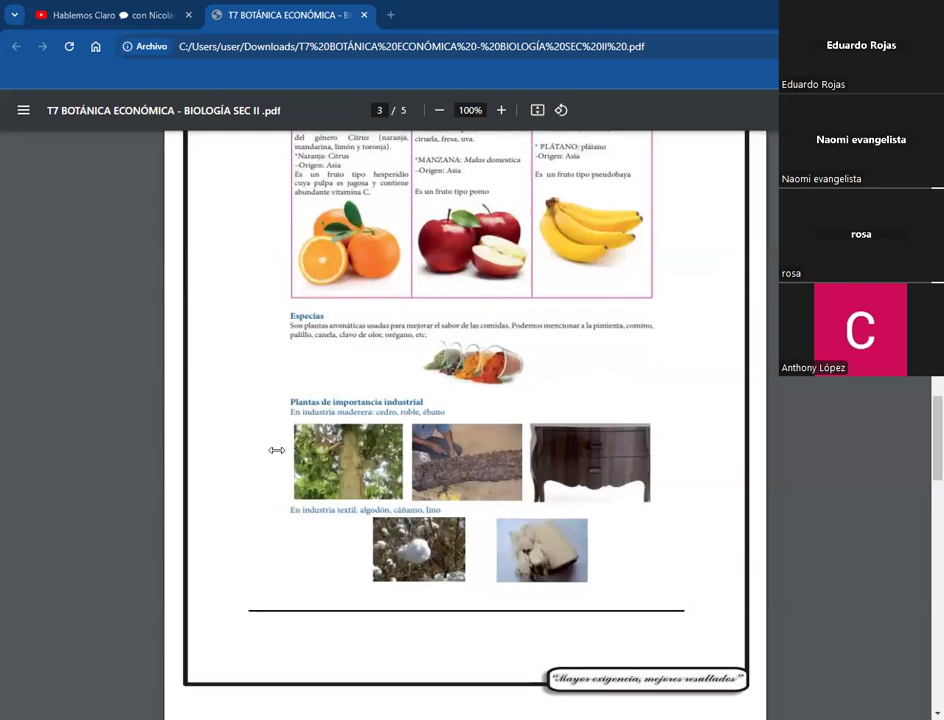 Hablemos Claro 💬 con Nicolá
T7 BOTÁNICA ECONÓMICA - B
Archivo
C:/Users/user/Downloads/T7%20BOTÁNICA%20ECONÓMICA%20-%20BIOLOGÍA%20SEC%20II%20.pdf
T7 BOTÁNICA ECONÓMICA - BIOLOGÍA SEC II .pdf
3 / 5
100%
del género Citrus (naranja,
mandarina, limón y toronja).
*Naranja: Citrus
–Origen: Asia
Es un fruto tipo hesperidio
cuya pulpa es jugosa y contiene
abundante vitamina C.
ciruela, fresa, uva.
*MANZANA: Malus domestica
–Origen: Asia
Es un fruto tipo pomo
* PLÁTANO: plátano
-Origen: Asia
Es un fruto tipo pseudobaya
Especias
Son plantas aromáticas usadas para mejorar el sabor de las comidas. Podemos mencionar a la pimienta, comino,
palillo, canela, clavo de olor, orégano, etc.
Plantas de importancia industrial
En industria maderera: cedro, roble, ébano
En industria textil: algodón, cáñamo, lino
"Mayor exigencia, mejores resultados"
Eduardo Rojas
Eduardo Rojas
Naomi evangelista
Naomi evangelista
rosa
rosa
C
Anthony López